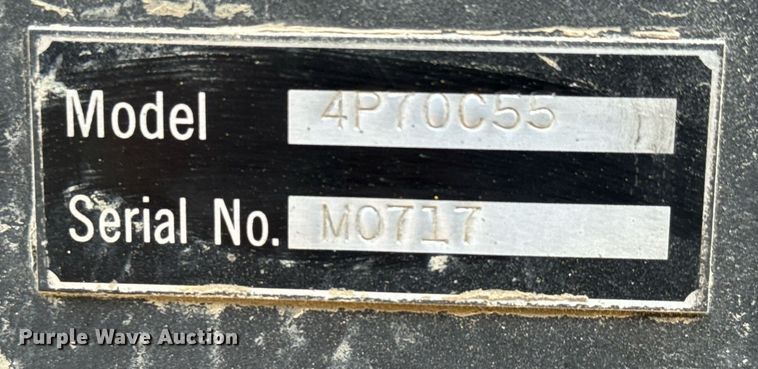 Model 4P70C55
Serial No. M0717
Purple Wave Auction